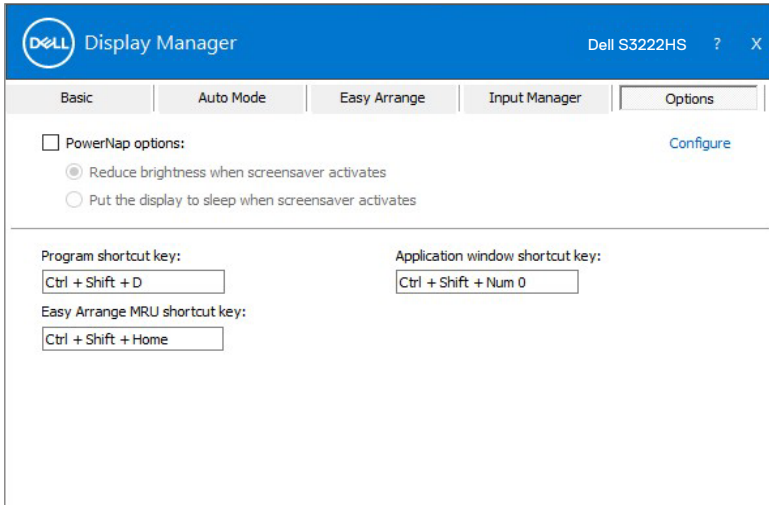 DELL Display Manager Dell S3222HS ? X
Basic Auto Mode Easy Arrange Input Manager Options
PowerNap options: Configure
Reduce brightness when screensaver activates
Put the display to sleep when screensaver activates
Program shortcut key: Application window shortcut key:
Ctrl + Shift + D Ctrl + Shift + Num 0
Easy Arrange MRU shortcut key:
Ctrl + Shift + Home